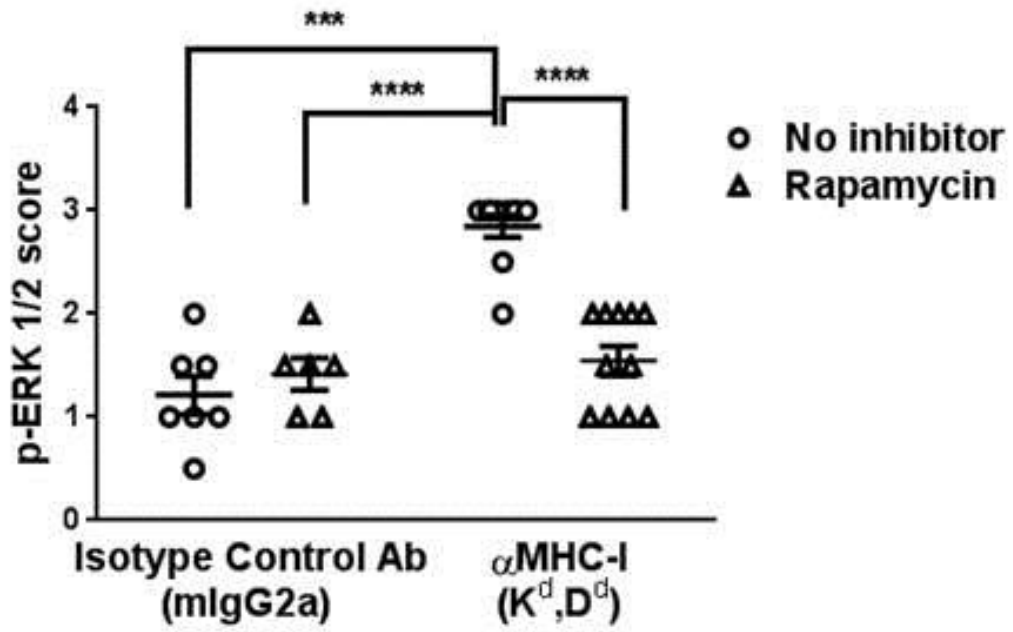 ***
****
****
4
3
2
1
0
p-ERK 1/2 score
No inhibitor
Rapamycin
Isotype Control Ab
(mIgG2a)
αMHC-I
(Kᵈ,Dᵈ)